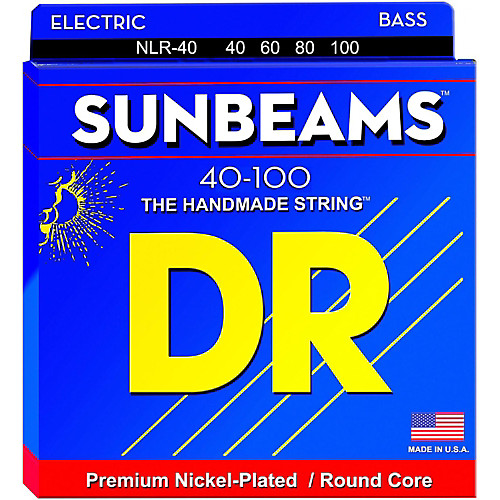 ELECTRIC BASS
NLR-40 40 60 80 100
SUNBEAMS™
40-100
THE HANDMADE STRING™
DR
MADE IN U.S.A.
Premium Nickel-Plated / Round Core